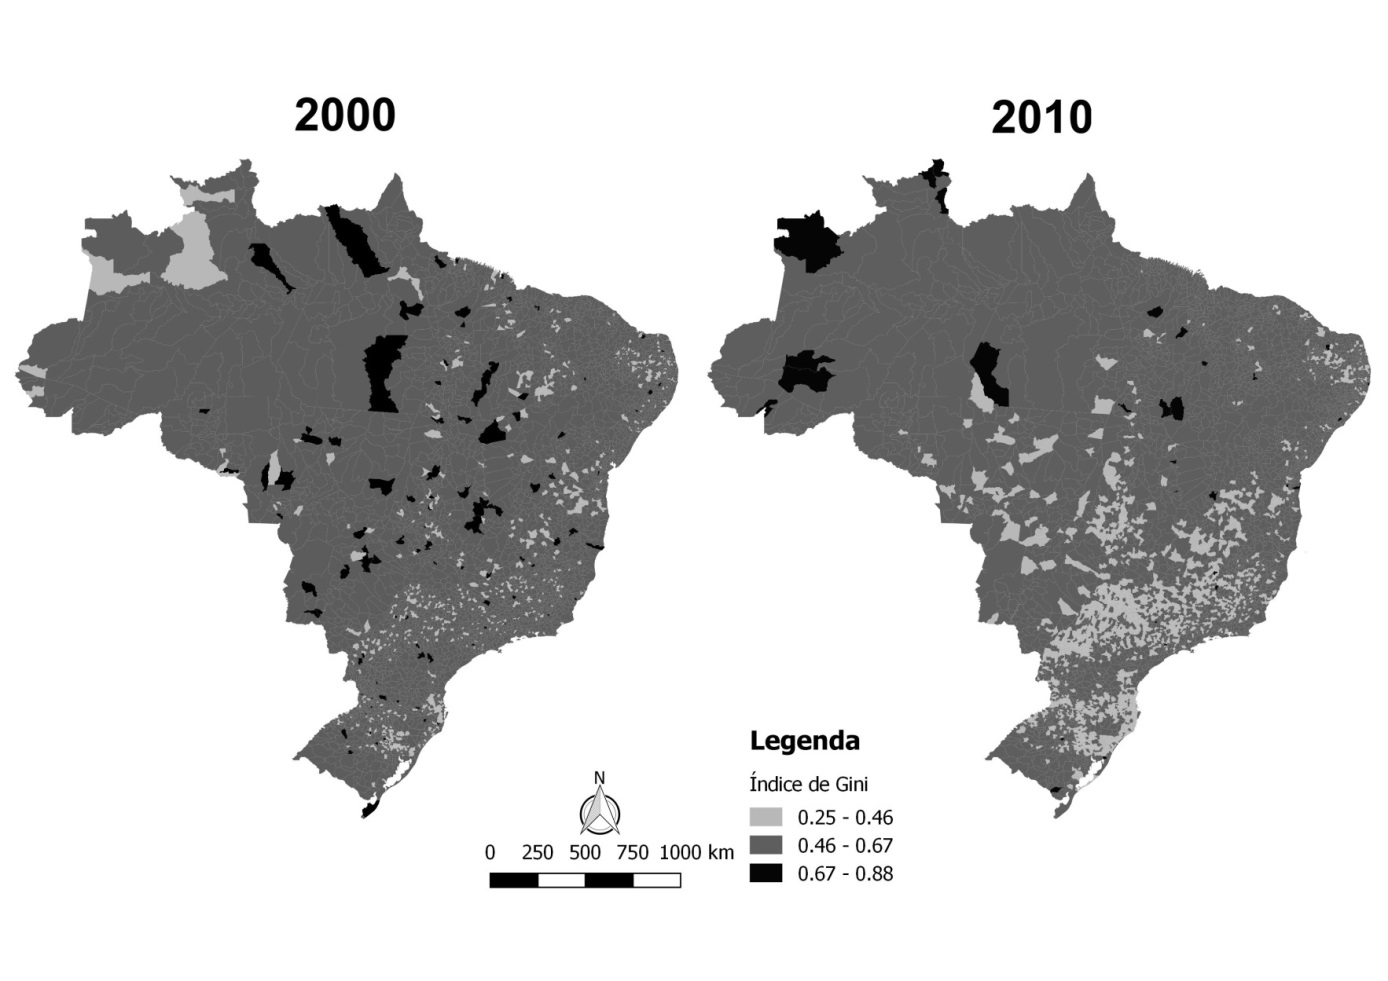 2000
2010
Legenda
Índice de Gini
0.25 - 0.46
0.46 - 0.67
0.67 - 0.88
N
0 250 500 750 1000 km